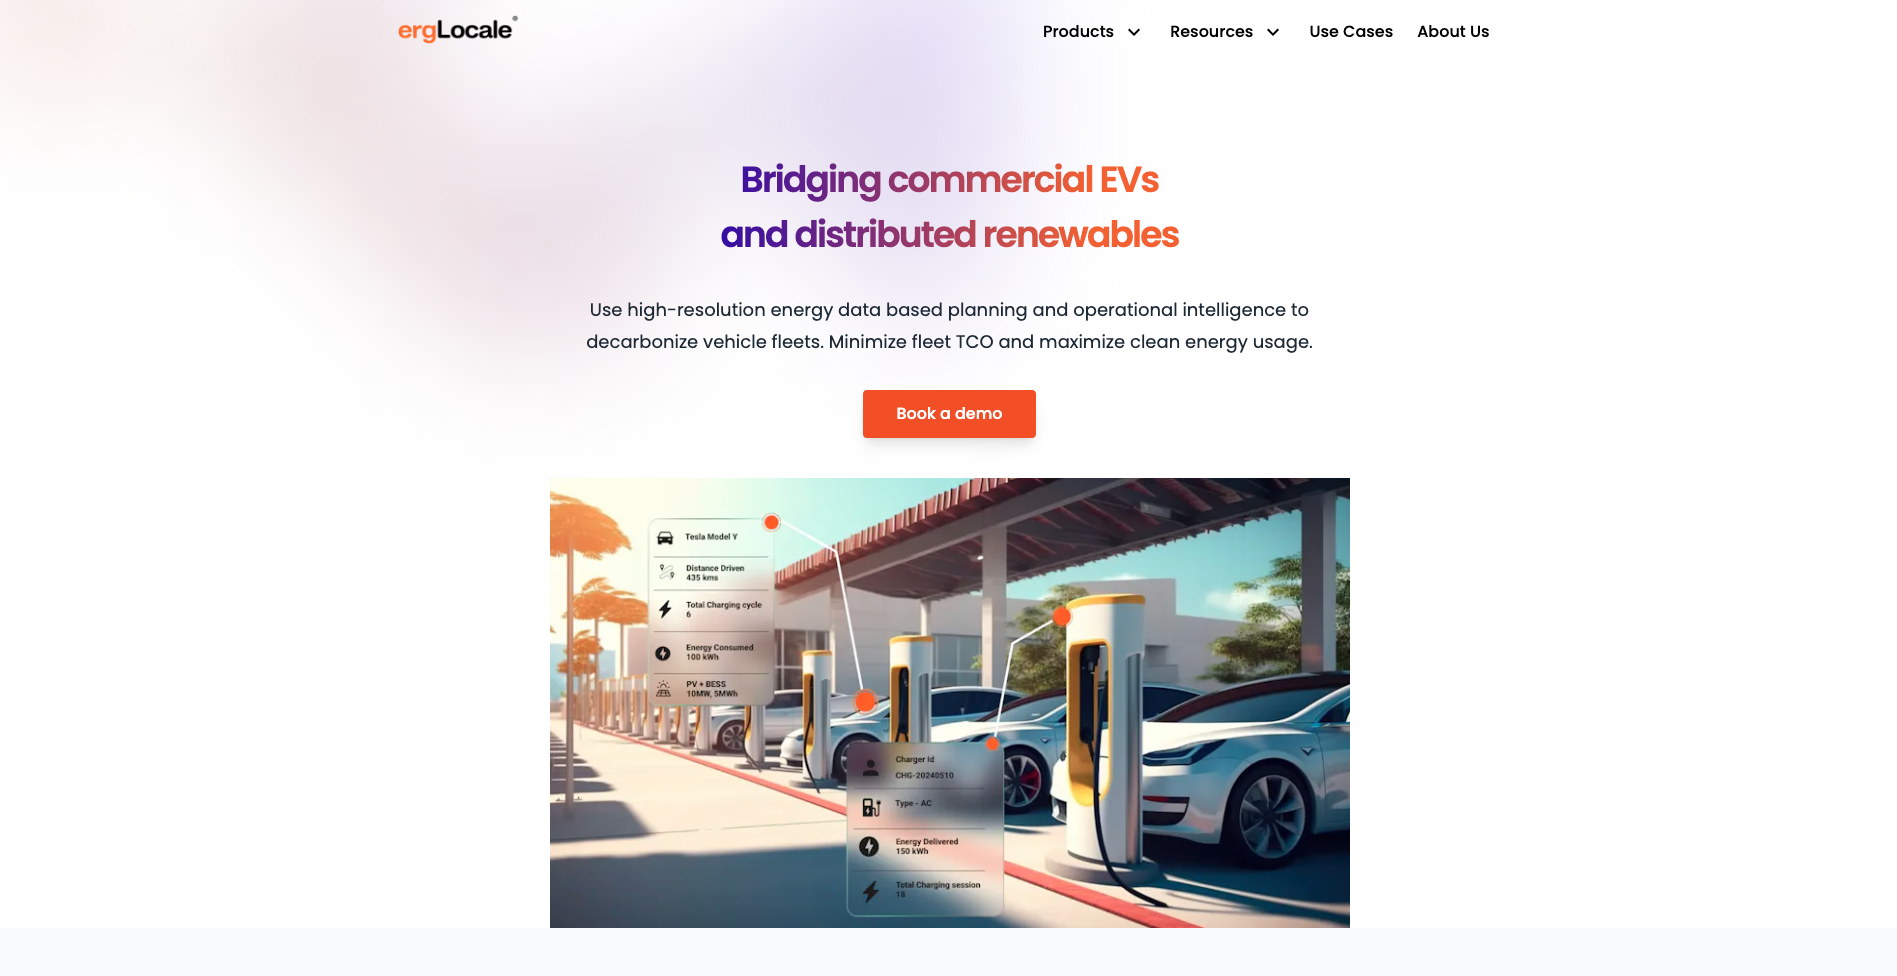 ergLocale®
Products
Resources
Use Cases
About Us
Bridging commercial EVs
and distributed renewables
Use high-resolution energy data based planning and operational intelligence to
decarbonize vehicle fleets. Minimize fleet TCO and maximize clean energy usage.
Book a demo
Tesla Model Y
Distance Driven
435 kms
Total Charging cycle
6
Energy Consumed
100 kWh
PV + BESS
10MW, 5MWh
Charger Id
CHG-20240510
Type - AC
Energy Delivered
150 kWh
Total Charging session
18